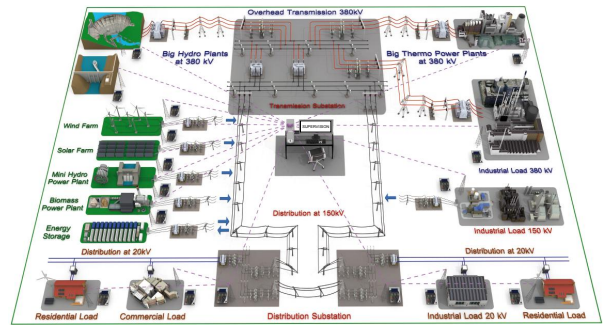 Overhead Transmission 380kV
Big Hydro Plants
at 380 kV
Big Thermo Power Plants
at 380 kV
Transmission Substation
Wind Farm
SUPERVISION
Solar Farm
Industrial Load 380 kV
Mini Hydro
Power Plant
Biomass
Power Plant
Distribution at 150kV
Industrial Load 150 kV
Energy
Storage
Distribution at 20kV
Distribution at 20kV
Residential Load
Commercial Load
Distribution Substation
Industrial Load 20 kV
Residential Load